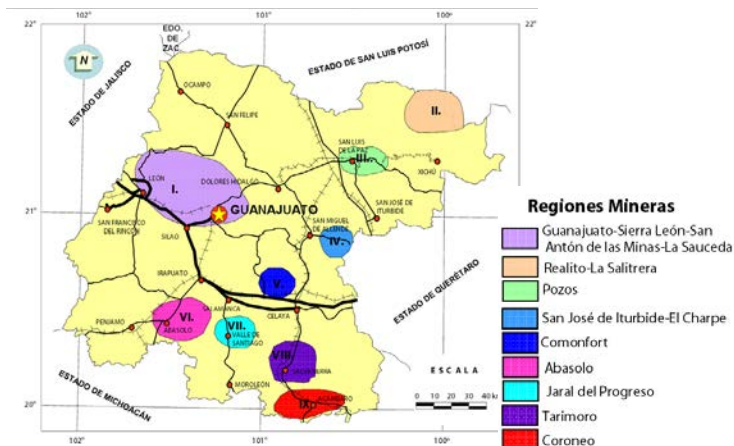 102° 101° 100°
22° 22°
EDO.
DE
ZAC.
ESTADO DE SAN LUIS POTOSÍ
N
ESTADO DE JALISCO
OCAMPO
II.
SAN FELIPE
SAN LUIS
DE LA PAZ
III.
XICHÚ
LEÓN
I.
DOLORES HIDALGO
GUANAJUATO
SAN JOSÉ DE
ITURBIDE
21° 21°
SAN FRANCISCO
DEL RINCÓN
SILAO
SAN MIGUEL
DE ALLENDE
IV.
IRAPUATO
V.
ESTADO DE QUERÉTARO
SALAMANCA
CELAYA
VI.
PENJAMO
ABASOLO
VII.
VALLE DE
SANTIAGO
VIII.
MOROLEÓN
ESTADO DE MICHOACÁN
IX.
20° 20°
102° 101° 100°
ESCALA
0 10 20 30 40
Regiones Mineras
Guanajuato-Sierra León-San
Antón de las Minas-La Sauceda
Realito-La Salitrera
Pozos
San José de Iturbide-El Charpe
Comonfort
Abasolo
Jaral del Progreso
Tarimoro
Coroneo